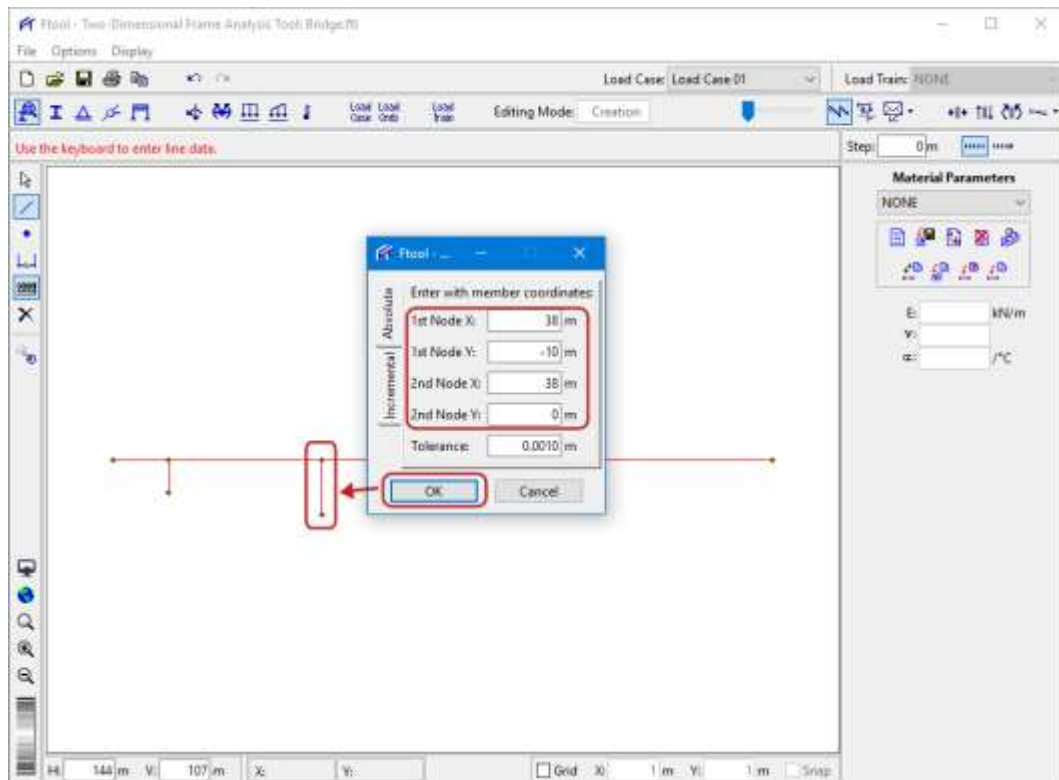 Ftool - Two-Dimensional Frame Analysis Tool: Bridge.ftl
File Options Display
Load Case: Load Case 01 Load Train: NONE
Load Case Load Cmb Load Train Editing Mode: Creation
Use the keyboard to enter line data.
Step: 0 m
Material Parameters
NONE
E: kN/m
ν:
α: /°C
Ftool - ...
Absolute
Incremental
Enter with member coordinates:
1st Node X: 38 m
1st Node Y: -10 m
2nd Node X: 38 m
2nd Node Y: 0 m
Tolerance: 0.0010 m
OK Cancel
H: 144 m V: 107 m X: Y: Grid X: 1 m Y: 1 m Snap